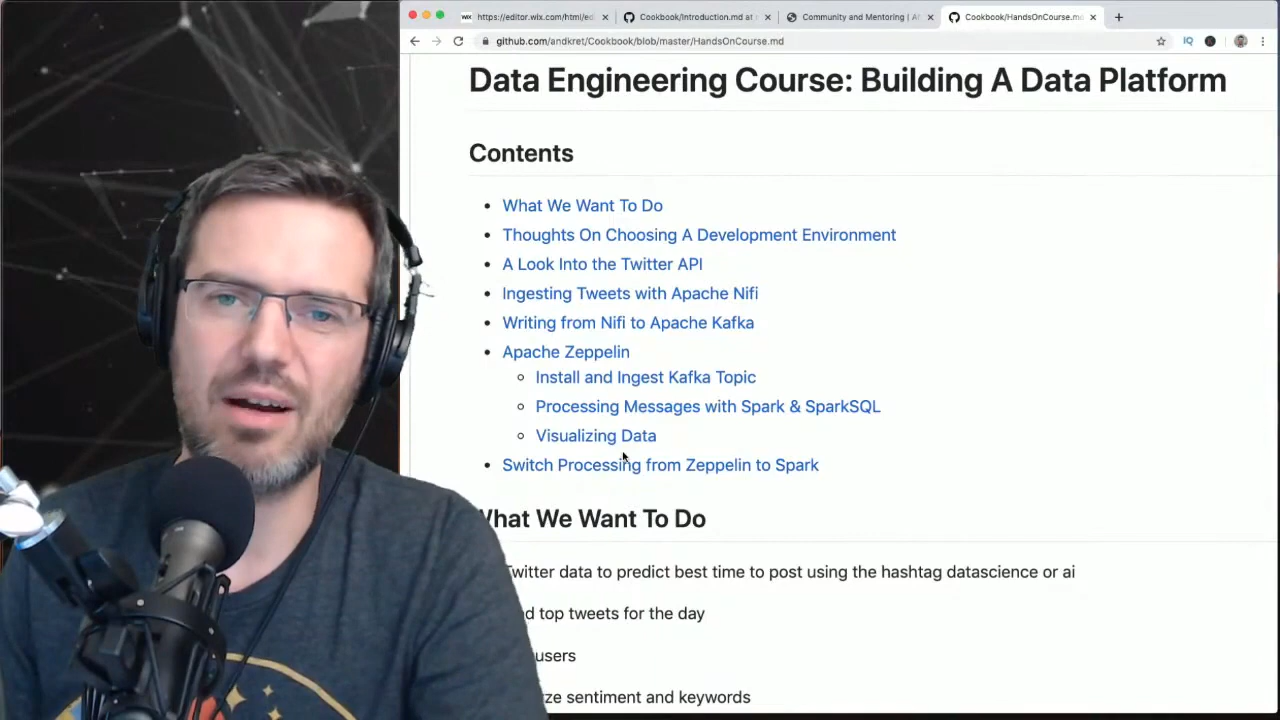 https://editor.wix.com/html/ed
Cookbook/Introduction.md at
Community and Mentoring | A
Cookbook/HandsOnCourse.md
github.com/andkret/Cookbook/blob/master/HandsOnCourse.md
Data Engineering Course: Building A Data Platform
Contents
What We Want To Do
Thoughts On Choosing A Development Environment
A Look Into the Twitter API
Ingesting Tweets with Apache Nifi
Writing from Nifi to Apache Kafka
Apache Zeppelin
Install and Ingest Kafka Topic
Processing Messages with Spark & SparkSQL
Visualizing Data
Switch Processing from Zeppelin to Spark
What We Want To Do
Twitter data to predict best time to post using the hashtag datascience or ai
top tweets for the day
users
sentiment and keywords